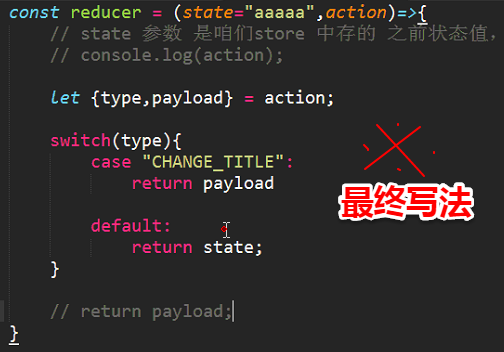 const reducer = (state="aaaaa",action)=>{
// state 参数 是咱们store 中存的 之前状态值，
// console.log(action);
let {type,payload} = action;
switch(type){
case "CHANGE_TITLE":
return payload
default:
return state;
}
// return payload;
}
最终写法